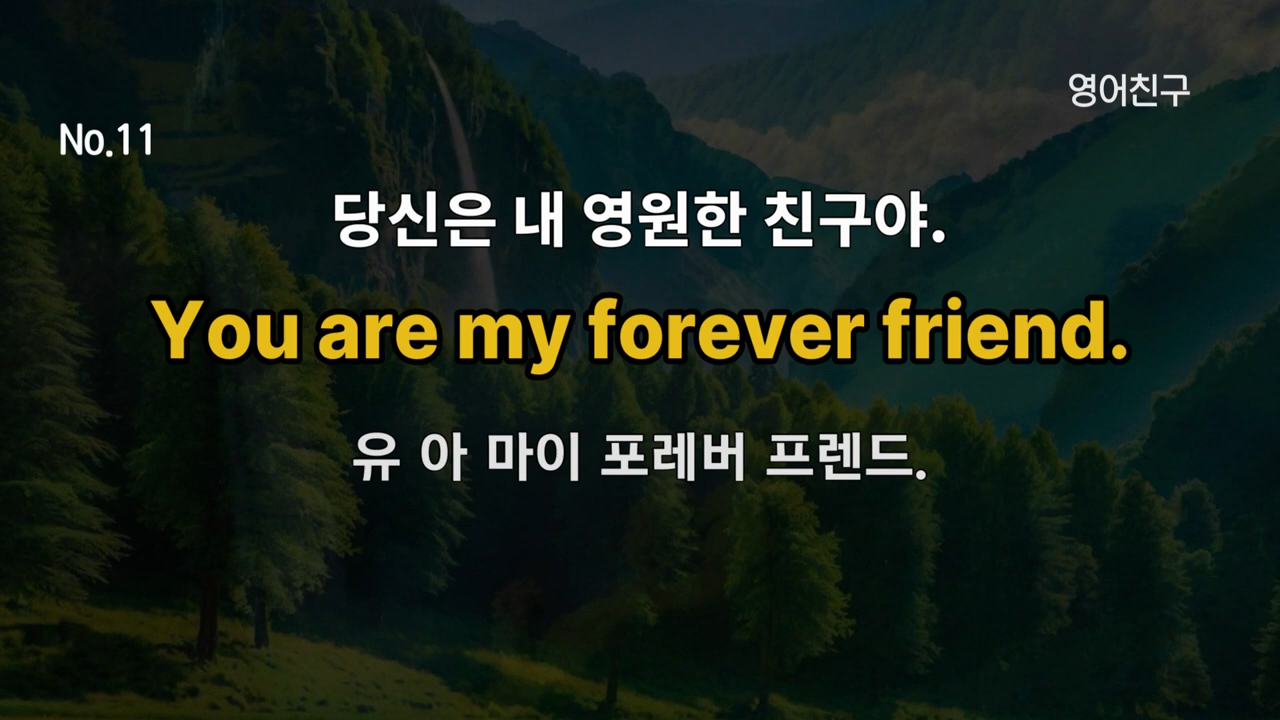 영어친구
No.11
당신은 내 영원한 친구야.
You are my forever friend.
유 아 마이 포레버 프렌드.